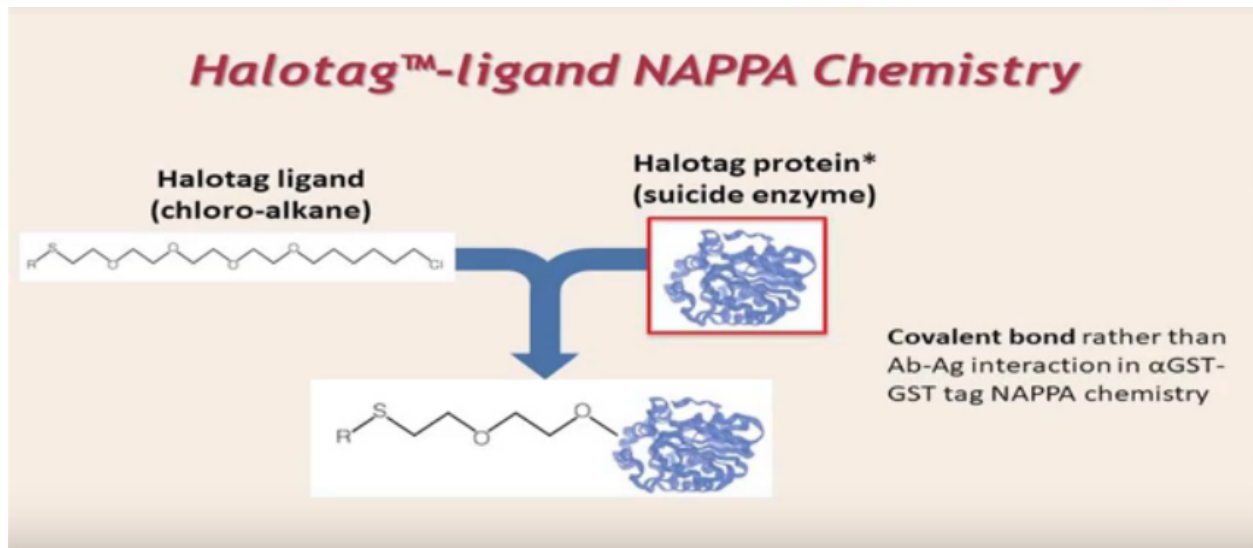 Halotag™-ligand NAPPA Chemistry
Halotag ligand
(chloro-alkane)
Halotag protein*
(suicide enzyme)
R S O O O O Cl
Covalent bond rather than
Ab-Ag interaction in αGST-
GST tag NAPPA chemistry
R S O O